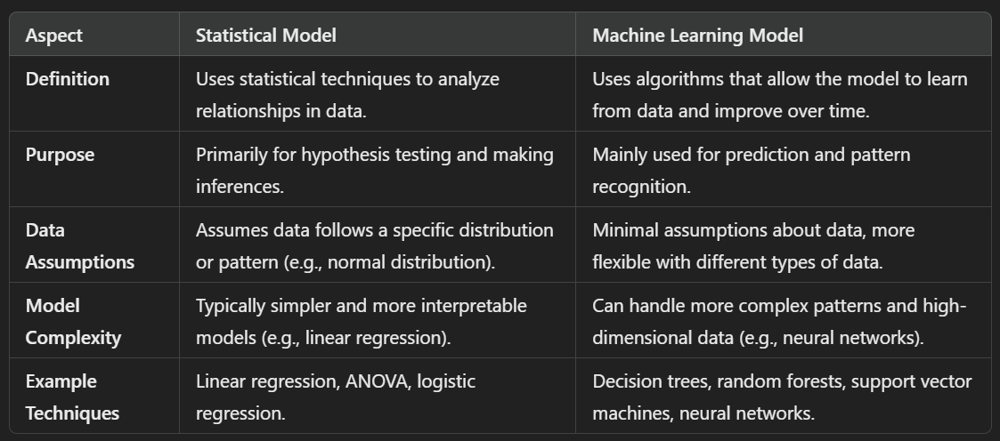 Aspect Statistical Model Machine Learning Model
Definition Uses statistical techniques to analyze Uses algorithms that allow the model to learn
relationships in data. from data and improve over time.
Purpose Primarily for hypothesis testing and making Mainly used for prediction and pattern
inferences. recognition.
Data Assumes data follows a specific distribution Minimal assumptions about data, more
Assumptions or pattern (e.g., normal distribution). flexible with different types of data.
Model Typically simpler and more interpretable Can handle more complex patterns and high-
Complexity models (e.g., linear regression). dimensional data (e.g., neural networks).
Example Linear regression, ANOVA, logistic Decision trees, random forests, support vector
Techniques regression. machines, neural networks.